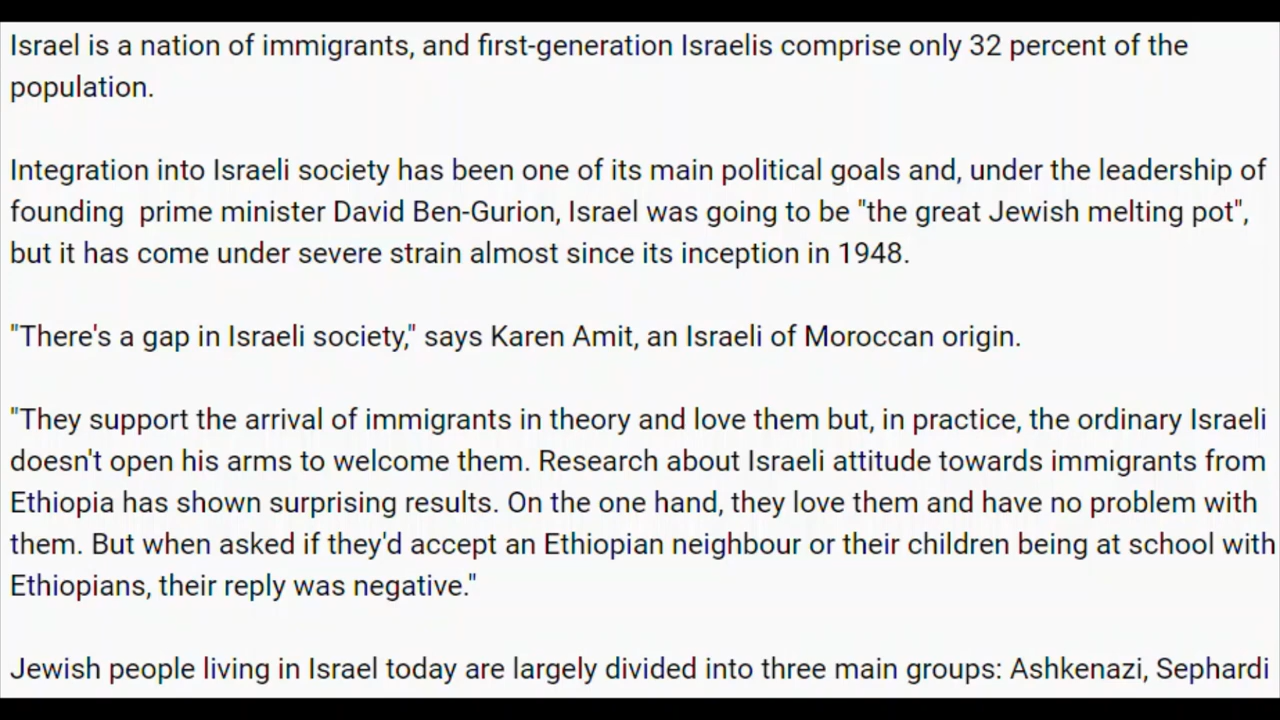 Israel is a nation of immigrants, and first-generation Israelis comprise only 32 percent of the
population.
Integration into Israeli society has been one of its main political goals and, under the leadership of
founding  prime minister David Ben-Gurion, Israel was going to be "the great Jewish melting pot",
but it has come under severe strain almost since its inception in 1948.
"There's a gap in Israeli society," says Karen Amit, an Israeli of Moroccan origin.
"They support the arrival of immigrants in theory and love them but, in practice, the ordinary Israeli
doesn't open his arms to welcome them. Research about Israeli attitude towards immigrants from
Ethiopia has shown surprising results. On the one hand, they love them and have no problem with
them. But when asked if they'd accept an Ethiopian neighbour or their children being at school with
Ethiopians, their reply was negative."
Jewish people living in Israel today are largely divided into three main groups: Ashkenazi, Sephardi